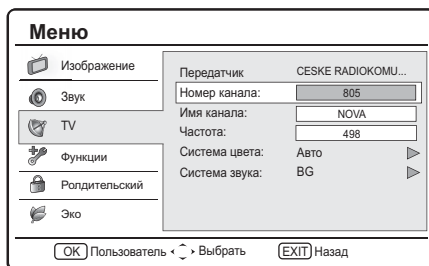 Меню
Изображение
Звук
TV
Функции
Ролдительский
Эко
Передатчик CESKE RADIOKOMU...
Номер канала: 805
Имя канала: NOVA
Частота: 498
Система цвета: Авто
Система звука: BG
OK Пользователь Выбрать EXIT Назад